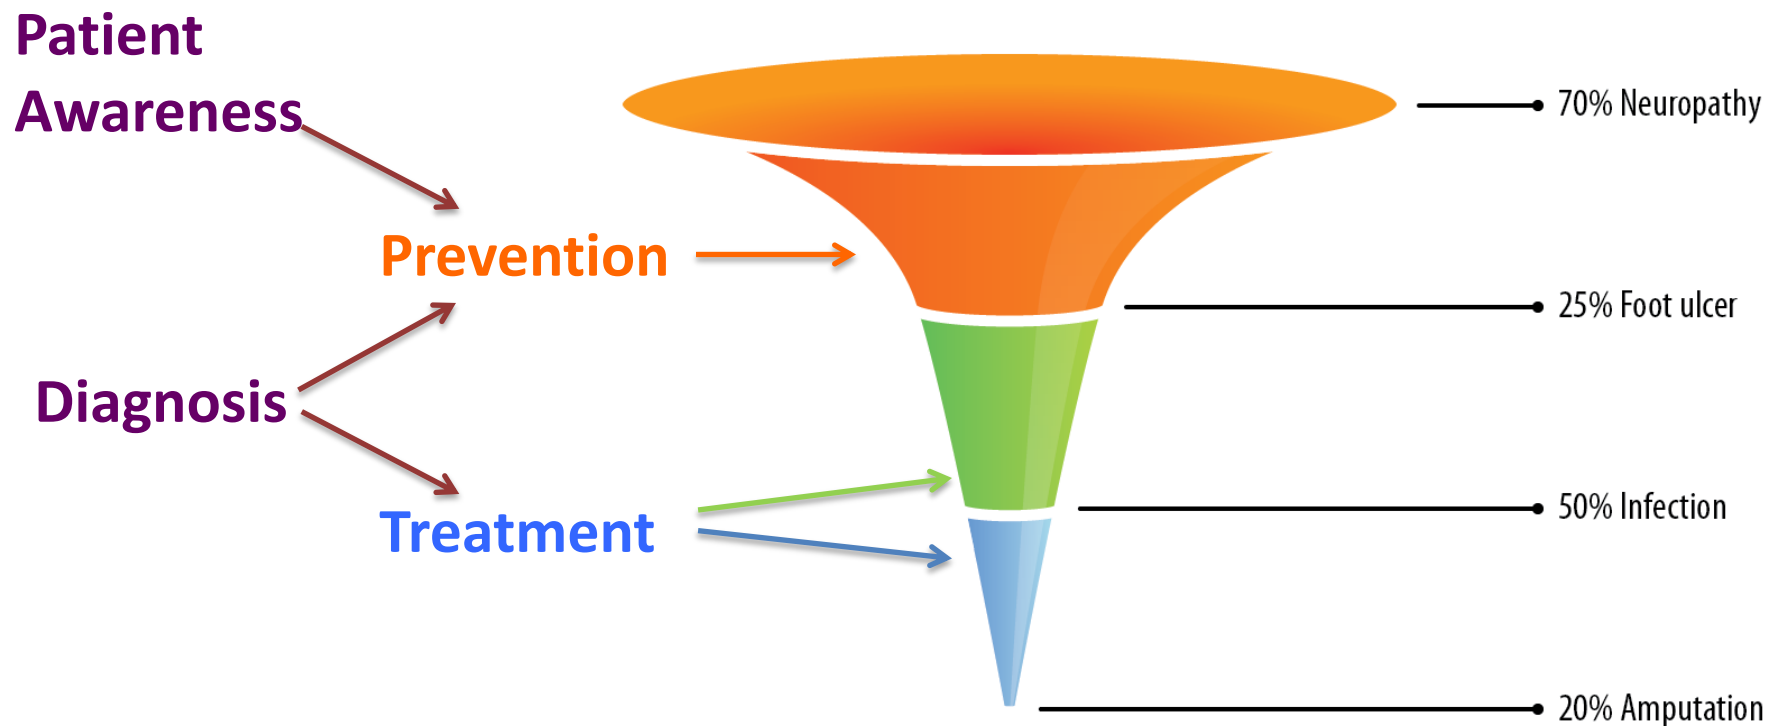 Patient
Awareness
Prevention
Diagnosis
Treatment
70% Neuropathy
25% Foot ulcer
50% Infection
20% Amputation